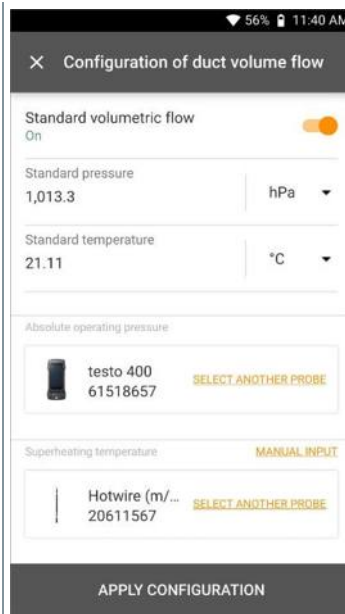 56% 11:40 AM
Configuration of duct volume flow
Standard volumetric flow
On
Standard pressure
1,013.3 hPa
Standard temperature
21.11 °C
Absolute operating pressure
testo 400
61518657
SELECT ANOTHER PROBE
Superheating temperature MANUAL INPUT
Hotwire (m/...
20611567
SELECT ANOTHER PROBE
APPLY CONFIGURATION